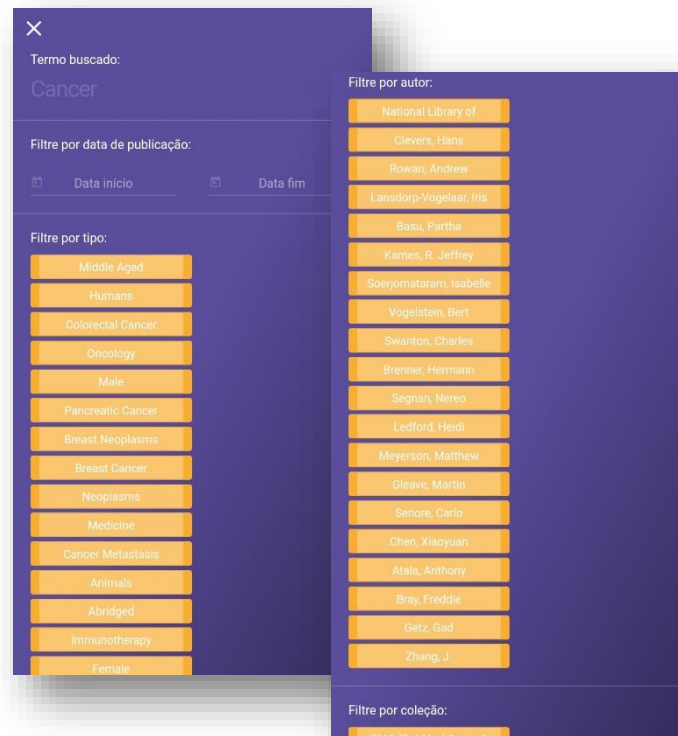 Termo buscado:
Cancer
Filtre por data de publicação:
Data início
Data fim
Filtre por tipo:
Middle Aged
Humans
Colorectal Cancer
Oncology
Male
Pancreatic Cancer
Breast Neoplasms
Breast Cancer
Neoplasms
Medicine
Cancer Metastasis
Animals
Abridged
Immunotherapy
Female
Filtre por autor:
National Library of
Clevers, Hans
Rowan, Andrew
Lansdorp-Vogelaar, Iris
Basu, Partha
Karnes, R. Jeffrey
Soerjomataram, Isabelle
Vogelstein, Bert
Swanton, Charles
Brenner, Hermann
Segnan, Nereo
Ledford, Heidi
Meyerson, Matthew
Gleave, Martin
Senore, Carlo
Chen, Xiaoyuan
Atala, Anthony
Bray, Freddie
Getz, Gad
Zhang, J.
Filtre por coleção: